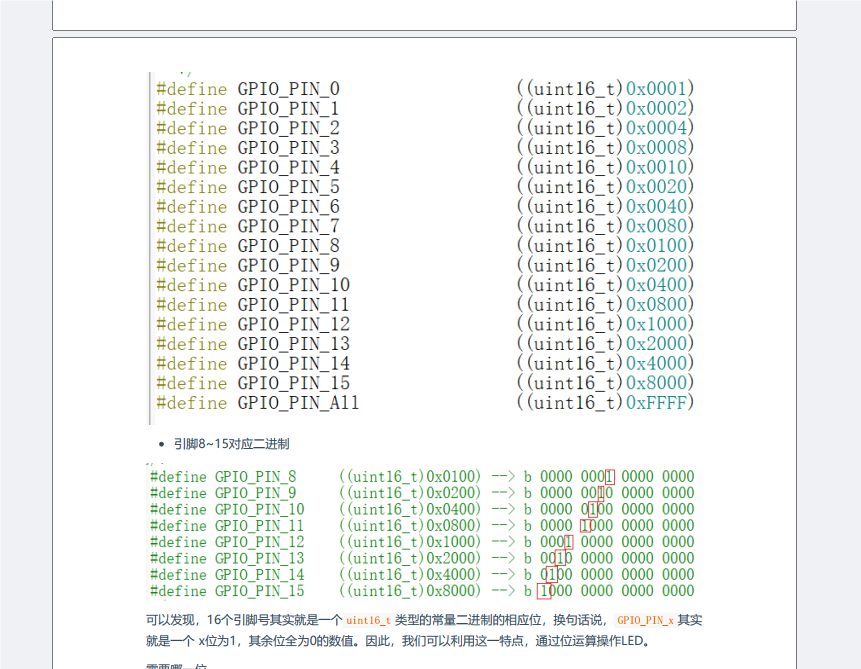 #define GPIO_PIN_0 ((uint16_t)0x0001)
#define GPIO_PIN_1 ((uint16_t)0x0002)
#define GPIO_PIN_2 ((uint16_t)0x0004)
#define GPIO_PIN_3 ((uint16_t)0x0008)
#define GPIO_PIN_4 ((uint16_t)0x0010)
#define GPIO_PIN_5 ((uint16_t)0x0020)
#define GPIO_PIN_6 ((uint16_t)0x0040)
#define GPIO_PIN_7 ((uint16_t)0x0080)
#define GPIO_PIN_8 ((uint16_t)0x0100)
#define GPIO_PIN_9 ((uint16_t)0x0200)
#define GPIO_PIN_10 ((uint16_t)0x0400)
#define GPIO_PIN_11 ((uint16_t)0x0800)
#define GPIO_PIN_12 ((uint16_t)0x1000)
#define GPIO_PIN_13 ((uint16_t)0x2000)
#define GPIO_PIN_14 ((uint16_t)0x4000)
#define GPIO_PIN_15 ((uint16_t)0x8000)
#define GPIO_PIN_All ((uint16_t)0xFFFF)
• 引脚8~15对应二进制
#define GPIO_PIN_8 ((uint16_t)0x0100) --> b 0000 0001 0000 0000
#define GPIO_PIN_9 ((uint16_t)0x0200) --> b 0000 0010 0000 0000
#define GPIO_PIN_10 ((uint16_t)0x0400) --> b 0000 0100 0000 0000
#define GPIO_PIN_11 ((uint16_t)0x0800) --> b 0000 1000 0000 0000
#define GPIO_PIN_12 ((uint16_t)0x1000) --> b 0001 0000 0000 0000
#define GPIO_PIN_13 ((uint16_t)0x2000) --> b 0010 0000 0000 0000
#define GPIO_PIN_14 ((uint16_t)0x4000) --> b 0100 0000 0000 0000
#define GPIO_PIN_15 ((uint16_t)0x8000) --> b 1000 0000 0000 0000
可以发现，16个引脚号其实就是一个 uint16_t 类型的常量二进制的相应位，换句话说， GPIO_PIN_x 其实
就是一个 x位为1，其余位全为0的数值。因此，我们可以利用这一特点，通过位运算操作LED。